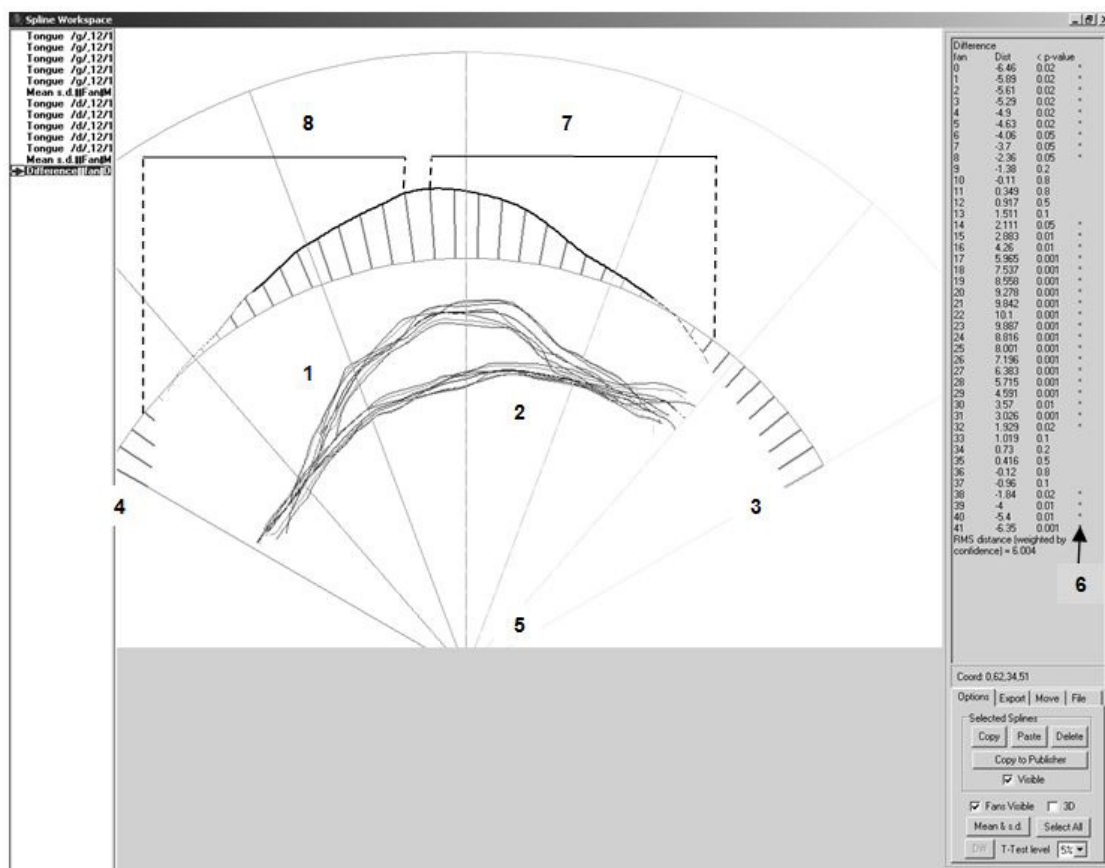 Spline Workspace
Tongue /g/,12/1
Tongue /g/,12/1
Tongue /g/,12/1
Tongue /g/,12/1
Tongue /g/,12/1
Mean s.d.||Fan||M
Tongue /d/,12/1
Tongue /d/,12/1
Tongue /d/,12/1
Tongue /d/,12/1
Tongue /d/,12/1
Mean s.d.||Fan||M
Difference||fan||D
8
7
1
2
4
3
5
Difference
fan Dist < p-value
0 -6.46 0.02 *
1 -5.89 0.02 *
2 -5.61 0.02 *
3 -5.29 0.02 *
4 -4.9 0.02 *
5 -4.63 0.02 *
6 -4.06 0.05 *
7 -3.7 0.05 *
8 -2.36 0.05 *
9 -1.38 0.2
10 -0.11 0.8
11 0.349 0.8
12 0.917 0.5
13 1.511 0.1
14 2.111 0.05 *
15 2.883 0.01 *
16 4.26 0.01 *
17 5.965 0.001 *
18 7.537 0.001 *
19 8.558 0.001 *
20 9.278 0.001 *
21 9.842 0.001 *
22 10.1 0.001 *
23 9.887 0.001 *
24 8.816 0.001 *
25 8.001 0.001 *
26 7.196 0.001 *
27 6.383 0.001 *
28 5.715 0.001 *
29 4.591 0.001 *
30 3.57 0.01 *
31 3.026 0.001 *
32 1.929 0.02 *
33 1.019 0.1
34 0.73 0.2
35 0.416 0.5
36 -0.12 0.8
37 -0.96 0.1
38 -1.84 0.02 *
39 -4 0.01 *
40 -5.4 0.01 *
41 -6.35 0.001 *
RMS distance (weighted by
confidence) = 6.004
6
Coord: 0,62,34,51
Options Export Move File
Selected Splines
Copy Paste Delete
Copy to Publisher
Visible
Fans Visible 3D
Mean & s.d. Select All
DW T-Test level 5%